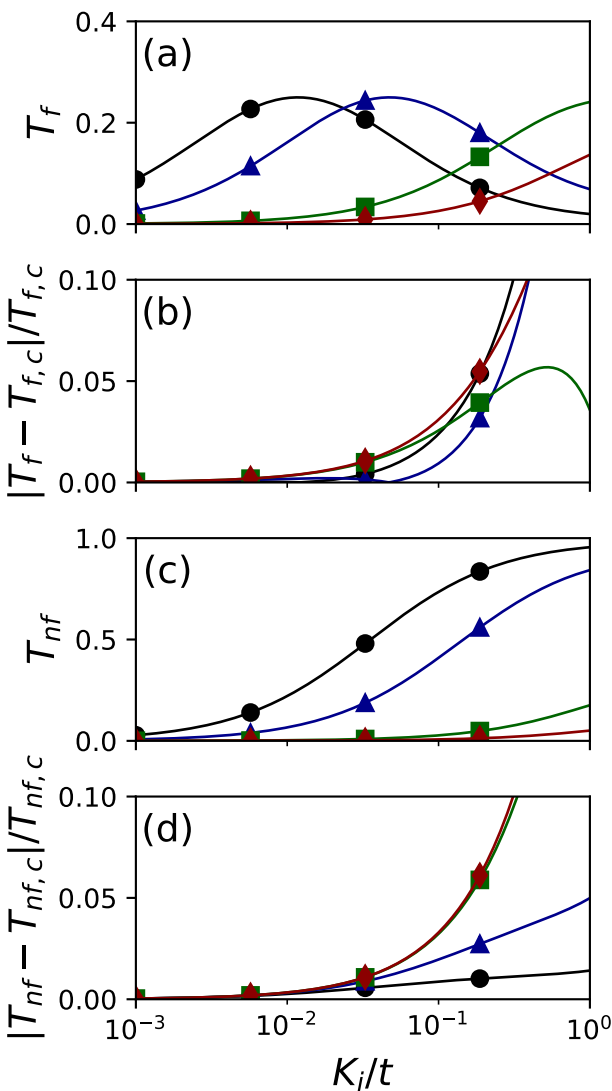 0.4
(a)
T_f
0.2
0.0
0.10
(b)
|T_f − T_{f,c}|/T_{f,c}
0.05
0.00
1.0
(c)
T_{nf}
0.5
0.0
0.10
(d)
|T_{nf} − T_{nf,c}|/T_{nf,c}
0.05
0.00
10^{−3} 10^{−2} 10^{−1} 10^0
K_i/t